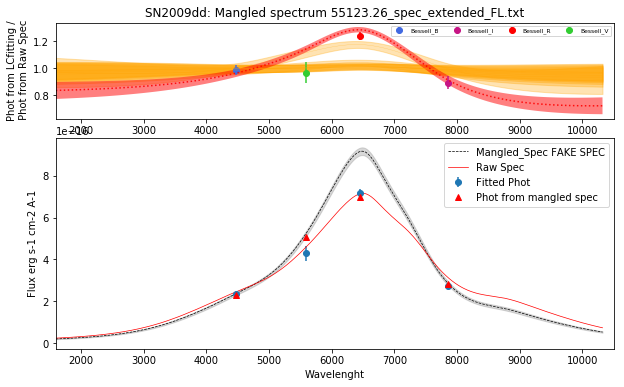 SN2009dd: Mangled spectrum 55123.26_spec_extended_FL.txt
Phot from LCfitting /
Phot from Raw Spec
1.2
1.0
0.8
Bessell_B
Bessell_I
Bessell_R
Bessell_V
2000 3000 4000 5000 6000 7000 8000 9000 10000
1e−16
Flux erg s-1 cm-2 A-1
8
6
4
2
0
Mangled_Spec FAKE SPEC
Raw Spec
Fitted Phot
Phot from mangled spec
2000 3000 4000 5000 6000 7000 8000 9000 10000
Wavelenght